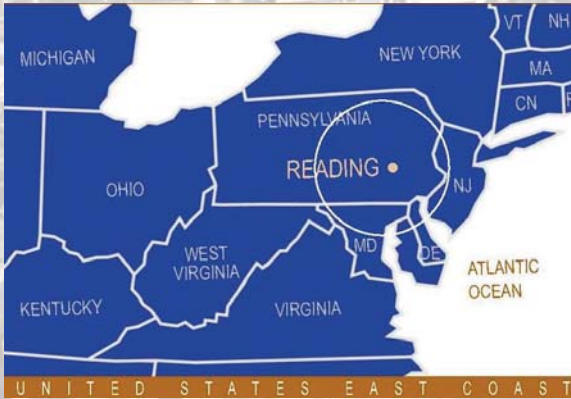 VT NH
MICHIGAN
NEW YORK
MA
CN
PENNSYLVANIA
READING
OHIO
NJ
WEST
VIRGINIA
MD
DE
ATLANTIC
OCEAN
KENTUCKY
VIRGINIA
UNITED STATES EAST COAST